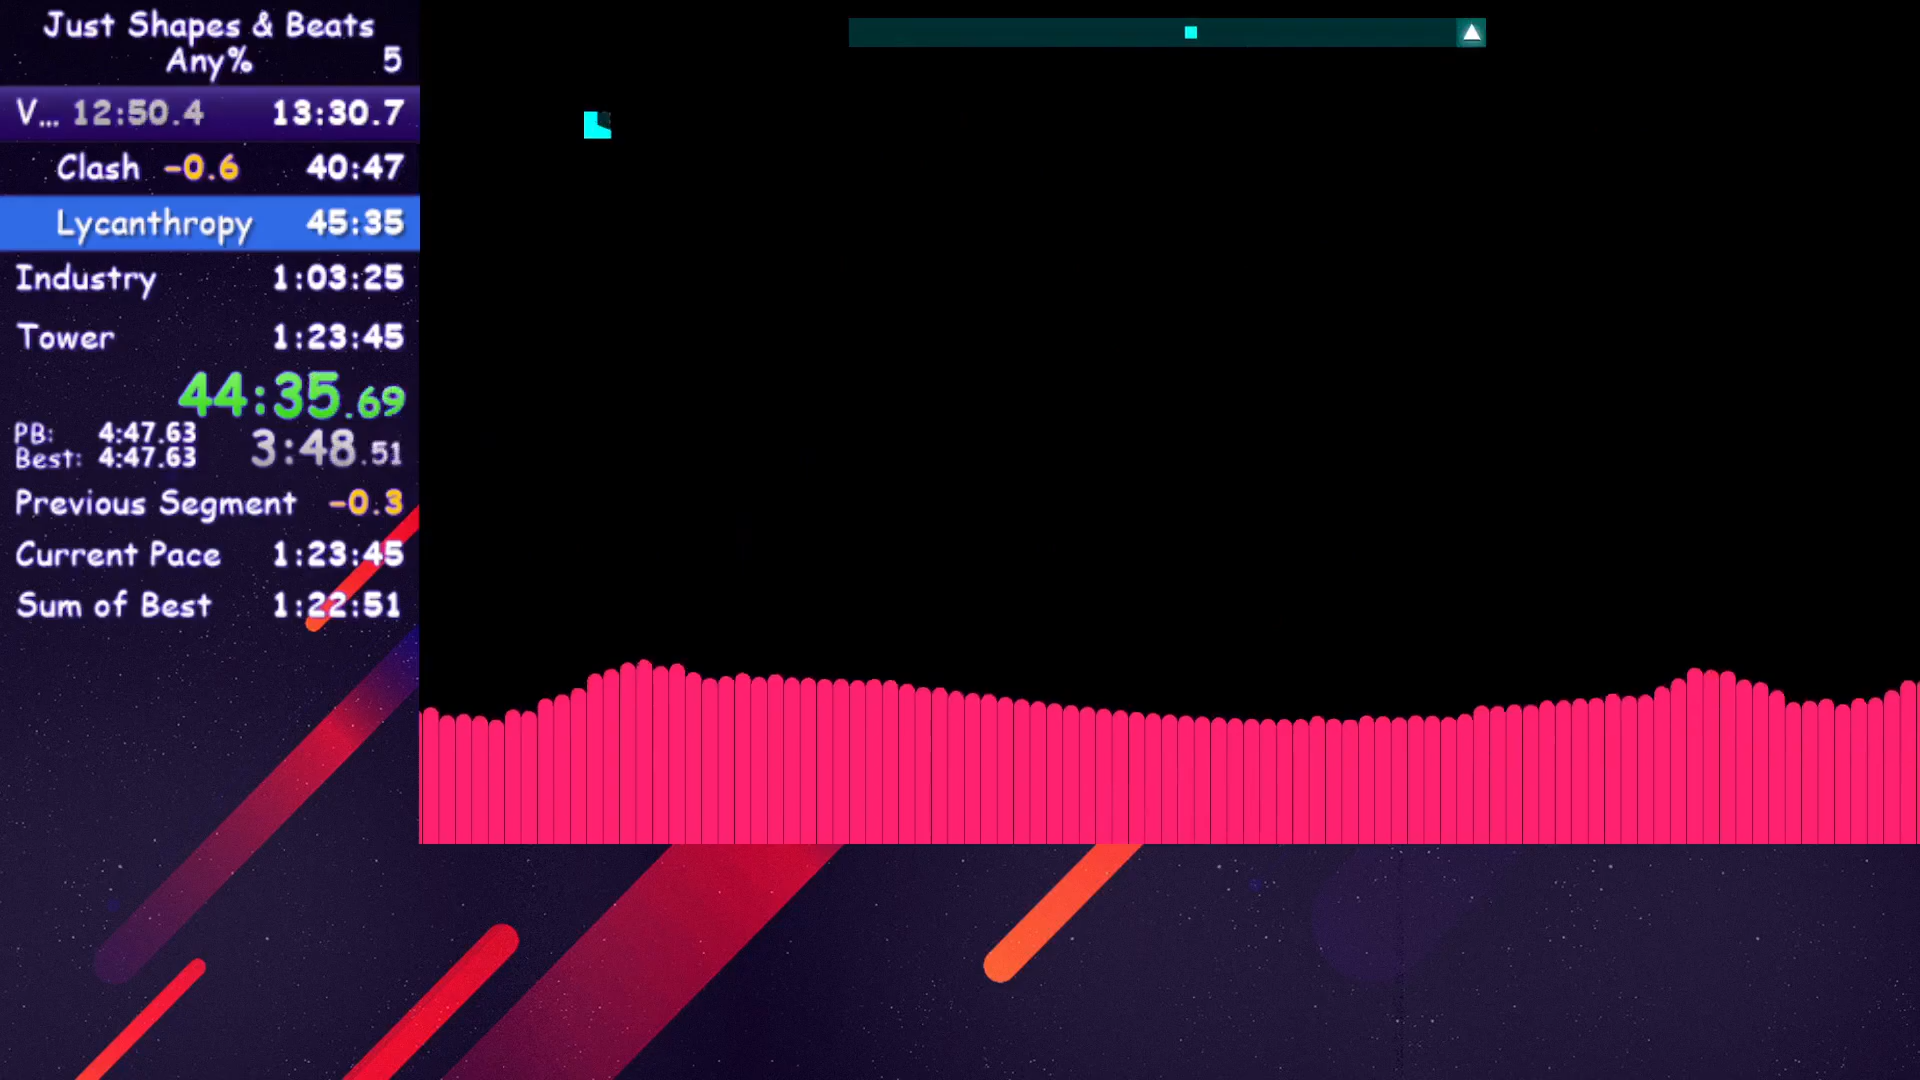 Just Shapes & Beats
Any% 5
V... 12:50.4 13:30.7
Clash -0.6 40:47
Lycanthropy 45:35
Industry 1:03:25
Tower 1:23:45
44:35.69
PB: 4:47.63
Best: 4:47.63 3:48.51
Previous Segment -0.3
Current Pace 1:23:45
Sum of Best 1:22:51